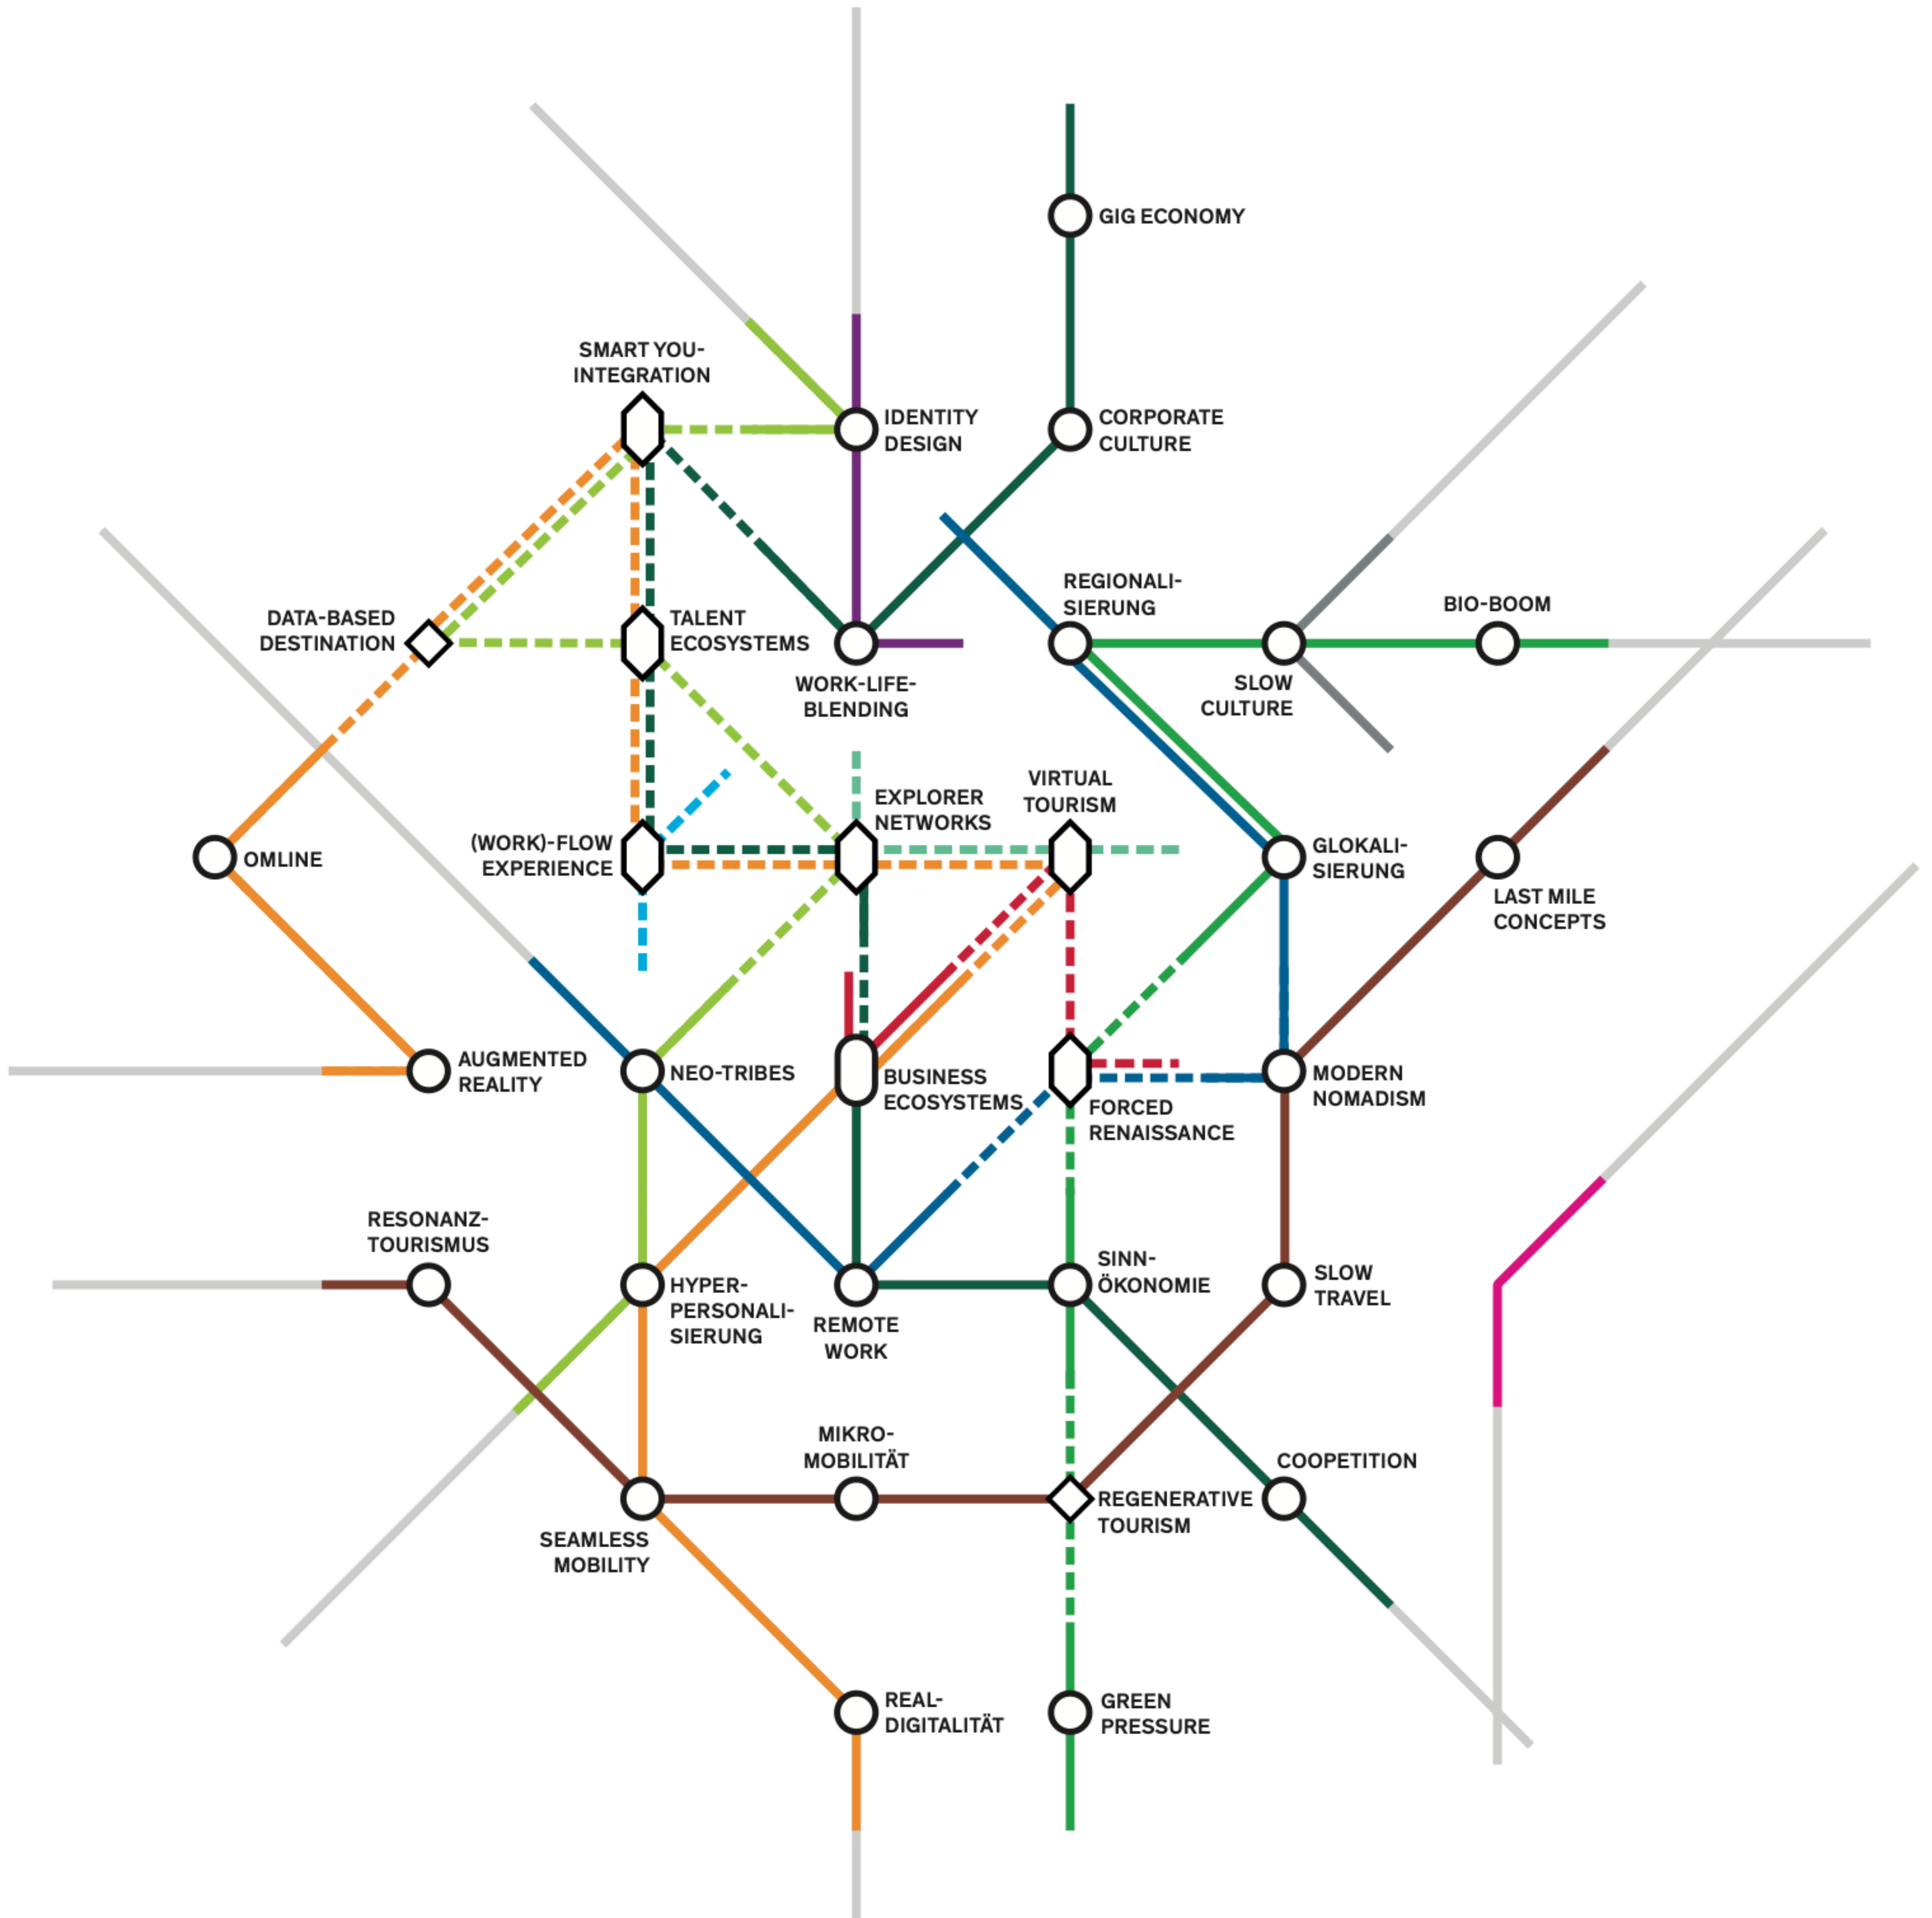 GIG ECONOMY
SMART YOU-
INTEGRATION
IDENTITY
DESIGN
CORPORATE
CULTURE
REGIONALI-
SIERUNG
BIO-BOOM
DATA-BASED
DESTINATION
TALENT
ECOSYSTEMS
WORK-LIFE-
BLENDING
SLOW
CULTURE
EXPLORER
NETWORKS
VIRTUAL
TOURISM
(WORK)-FLOW
EXPERIENCE
OMLINE
GLOKALI-
SIERUNG
LAST MILE
CONCEPTS
AUGMENTED
REALITY
NEO-TRIBES
BUSINESS
ECOSYSTEMS
FORCED
RENAISSANCE
MODERN
NOMADISM
RESONANZ-
TOURISMUS
HYPER-
PERSONALI-
SIERUNG
REMOTE
WORK
SINN-
ÖKONOMIE
SLOW
TRAVEL
MIKRO-
MOBILITÄT
COOPETITION
SEAMLESS
MOBILITY
REGENERATIVE
TOURISM
REAL-
DIGITALITÄT
GREEN
PRESSURE